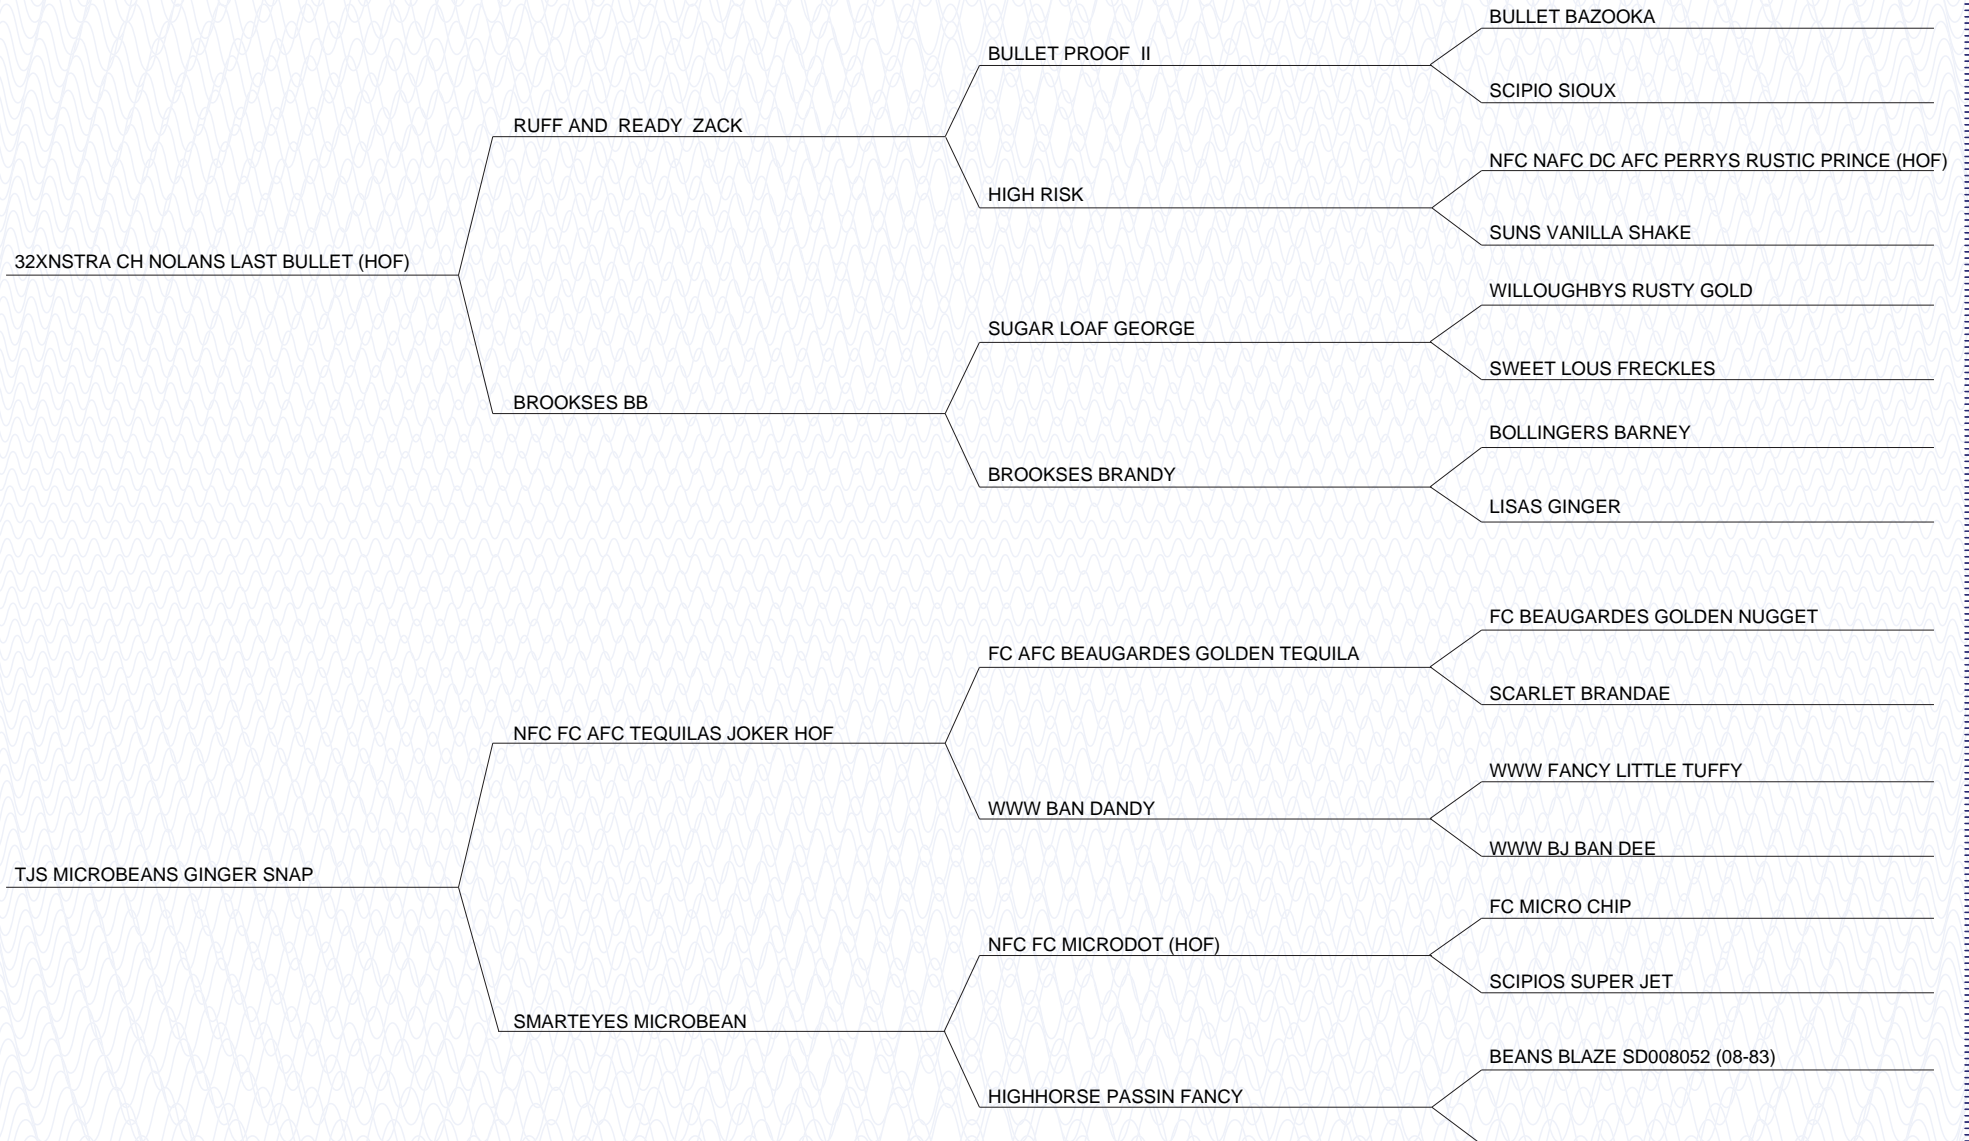 BULLET BAZOOKA
BULLET PROOF  II
SCIPIO SIOUX
RUFF AND  READY  ZACK
NFC NAFC DC AFC PERRYS RUSTIC PRINCE (HOF)
HIGH RISK
SUNS VANILLA SHAKE
32XNSTRA CH NOLANS LAST BULLET (HOF)
WILLOUGHBYS RUSTY GOLD
SUGAR LOAF GEORGE
SWEET LOUS FRECKLES
BROOKSES BB
BOLLINGERS BARNEY
BROOKSES BRANDY
LISAS GINGER
FC BEAUGARDES GOLDEN NUGGET
FC AFC BEAUGARDES GOLDEN TEQUILA
SCARLET BRANDAE
NFC FC AFC TEQUILAS JOKER HOF
WWW FANCY LITTLE TUFFY
WWW BAN DANDY
WWW BJ BAN DEE
TJS MICROBEANS GINGER SNAP
FC MICRO CHIP
NFC FC MICRODOT (HOF)
SCIPIOS SUPER JET
SMARTEYES MICROBEAN
BEANS BLAZE SD008052 (08-83)
HIGHHORSE PASSIN FANCY